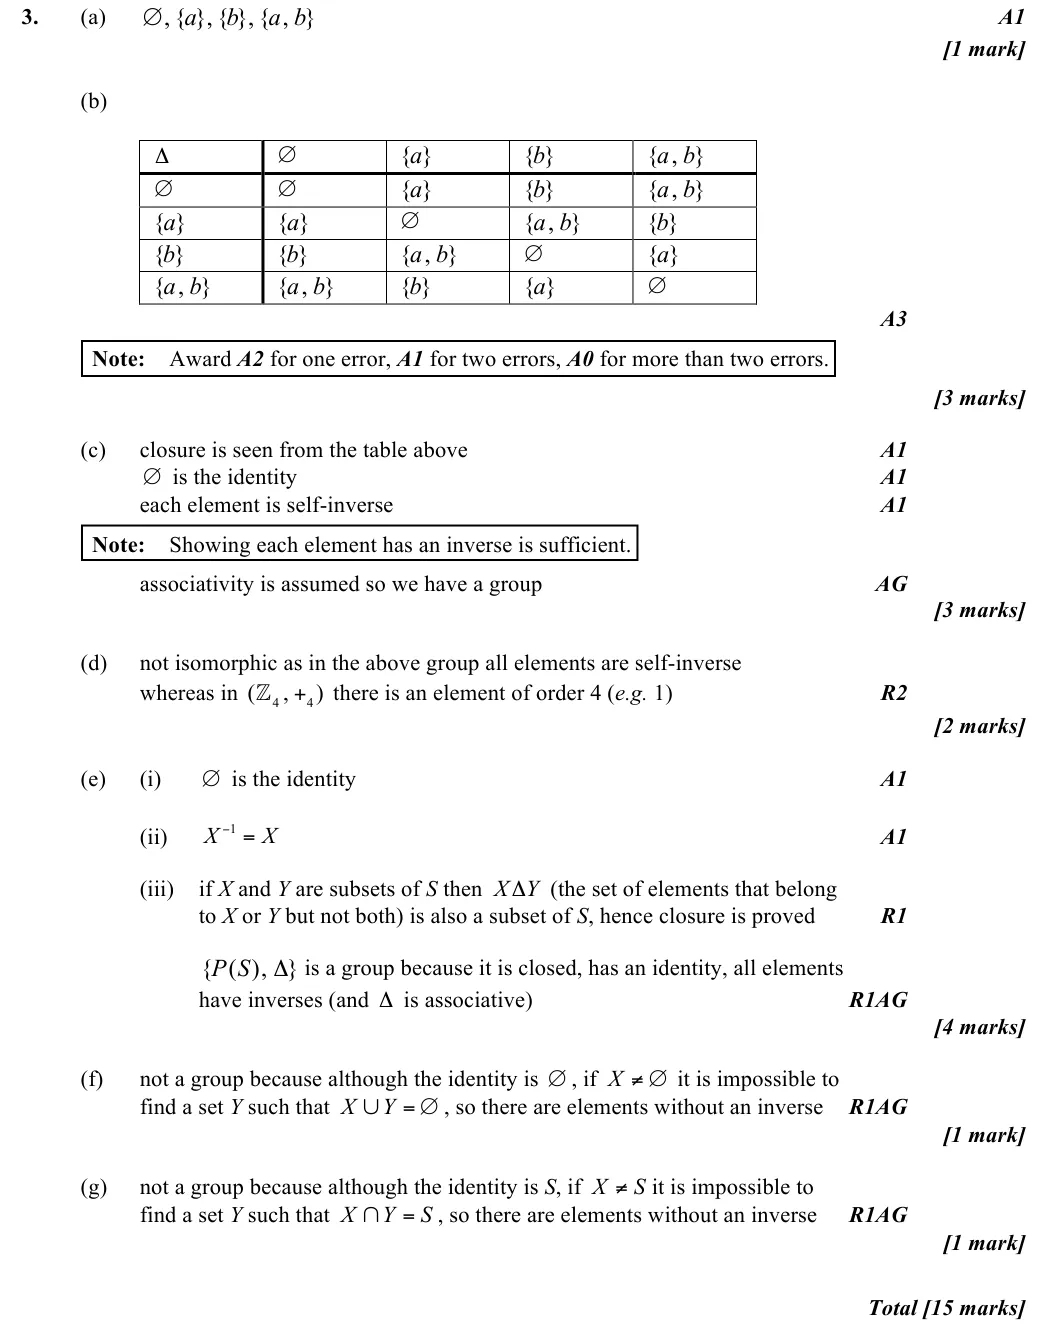 3. (a) ∅, {a}, {b}, {a, b} A1
[1 mark]
(b)
Δ ∅ {a} {b} {a, b}
∅ ∅ {a} {b} {a, b}
{a} {a} ∅ {a, b} {b}
{b} {b} {a, b} ∅ {a}
{a, b} {a, b} {b} {a} ∅
A3
Note: Award A2 for one error, A1 for two errors, A0 for more than two errors.
[3 marks]
(c) closure is seen from the table above A1
∅ is the identity A1
each element is self-inverse A1
Note: Showing each element has an inverse is sufficient.
associativity is assumed so we have a group AG
[3 marks]
(d) not isomorphic as in the above group all elements are self-inverse
whereas in (ℤ₄, +₄) there is an element of order 4 (e.g. 1) R2
[2 marks]
(e) (i) ∅ is the identity A1
(ii) X⁻¹ = X A1
(iii) if X and Y are subsets of S then XΔY (the set of elements that belong
to X or Y but not both) is also a subset of S, hence closure is proved R1
{P(S), Δ} is a group because it is closed, has an identity, all elements
have inverses (and Δ is associative) R1AG
[4 marks]
(f) not a group because although the identity is ∅, if X ≠ ∅ it is impossible to
find a set Y such that X ∪ Y = ∅, so there are elements without an inverse R1AG
[1 mark]
(g) not a group because although the identity is S, if X ≠ S it is impossible to
find a set Y such that X ∩ Y = S, so there are elements without an inverse R1AG
[1 mark]
Total [15 marks]